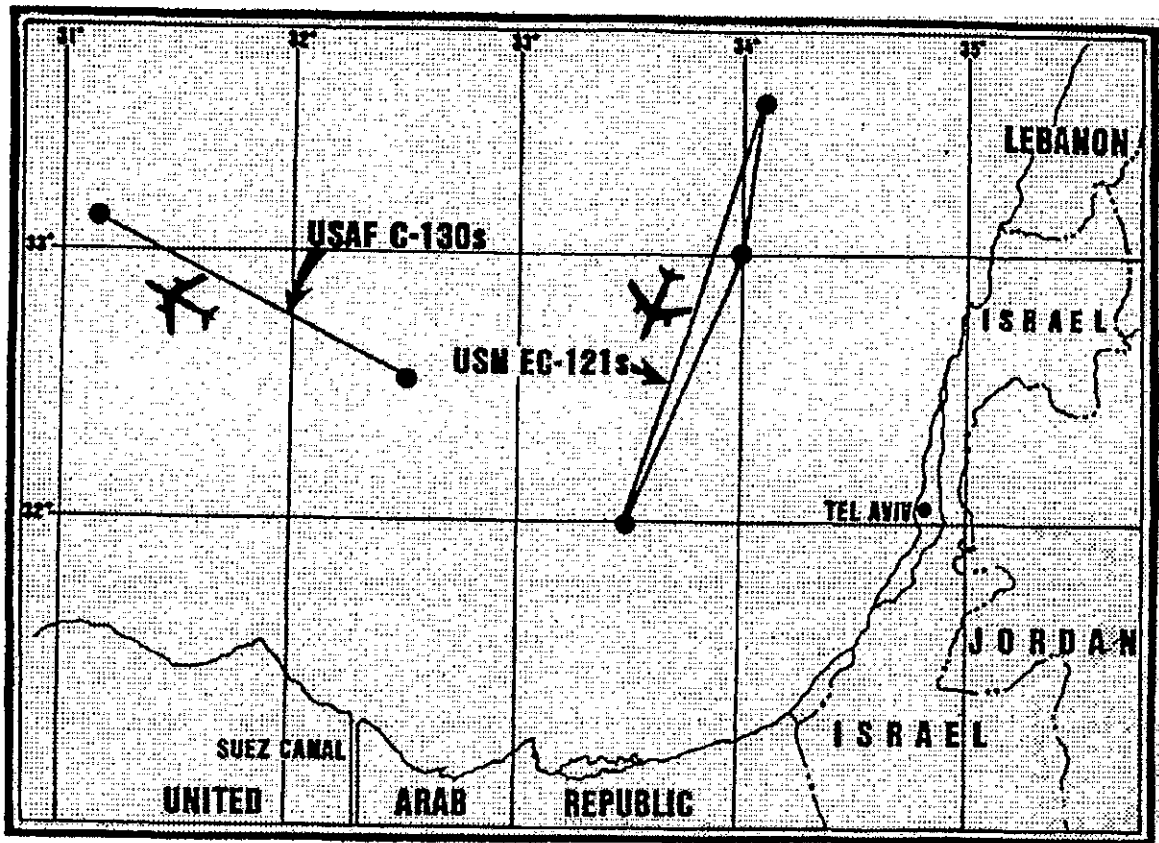 31° 32° 33° 34° 35°
LEBANON
33°
USAF C-130s
ISRAEL
USM EC-121s
32°
TEL AVIV
JORDAN
ISRAEL
SUEZ CANAL
UNITED ARAB REPUBLIC